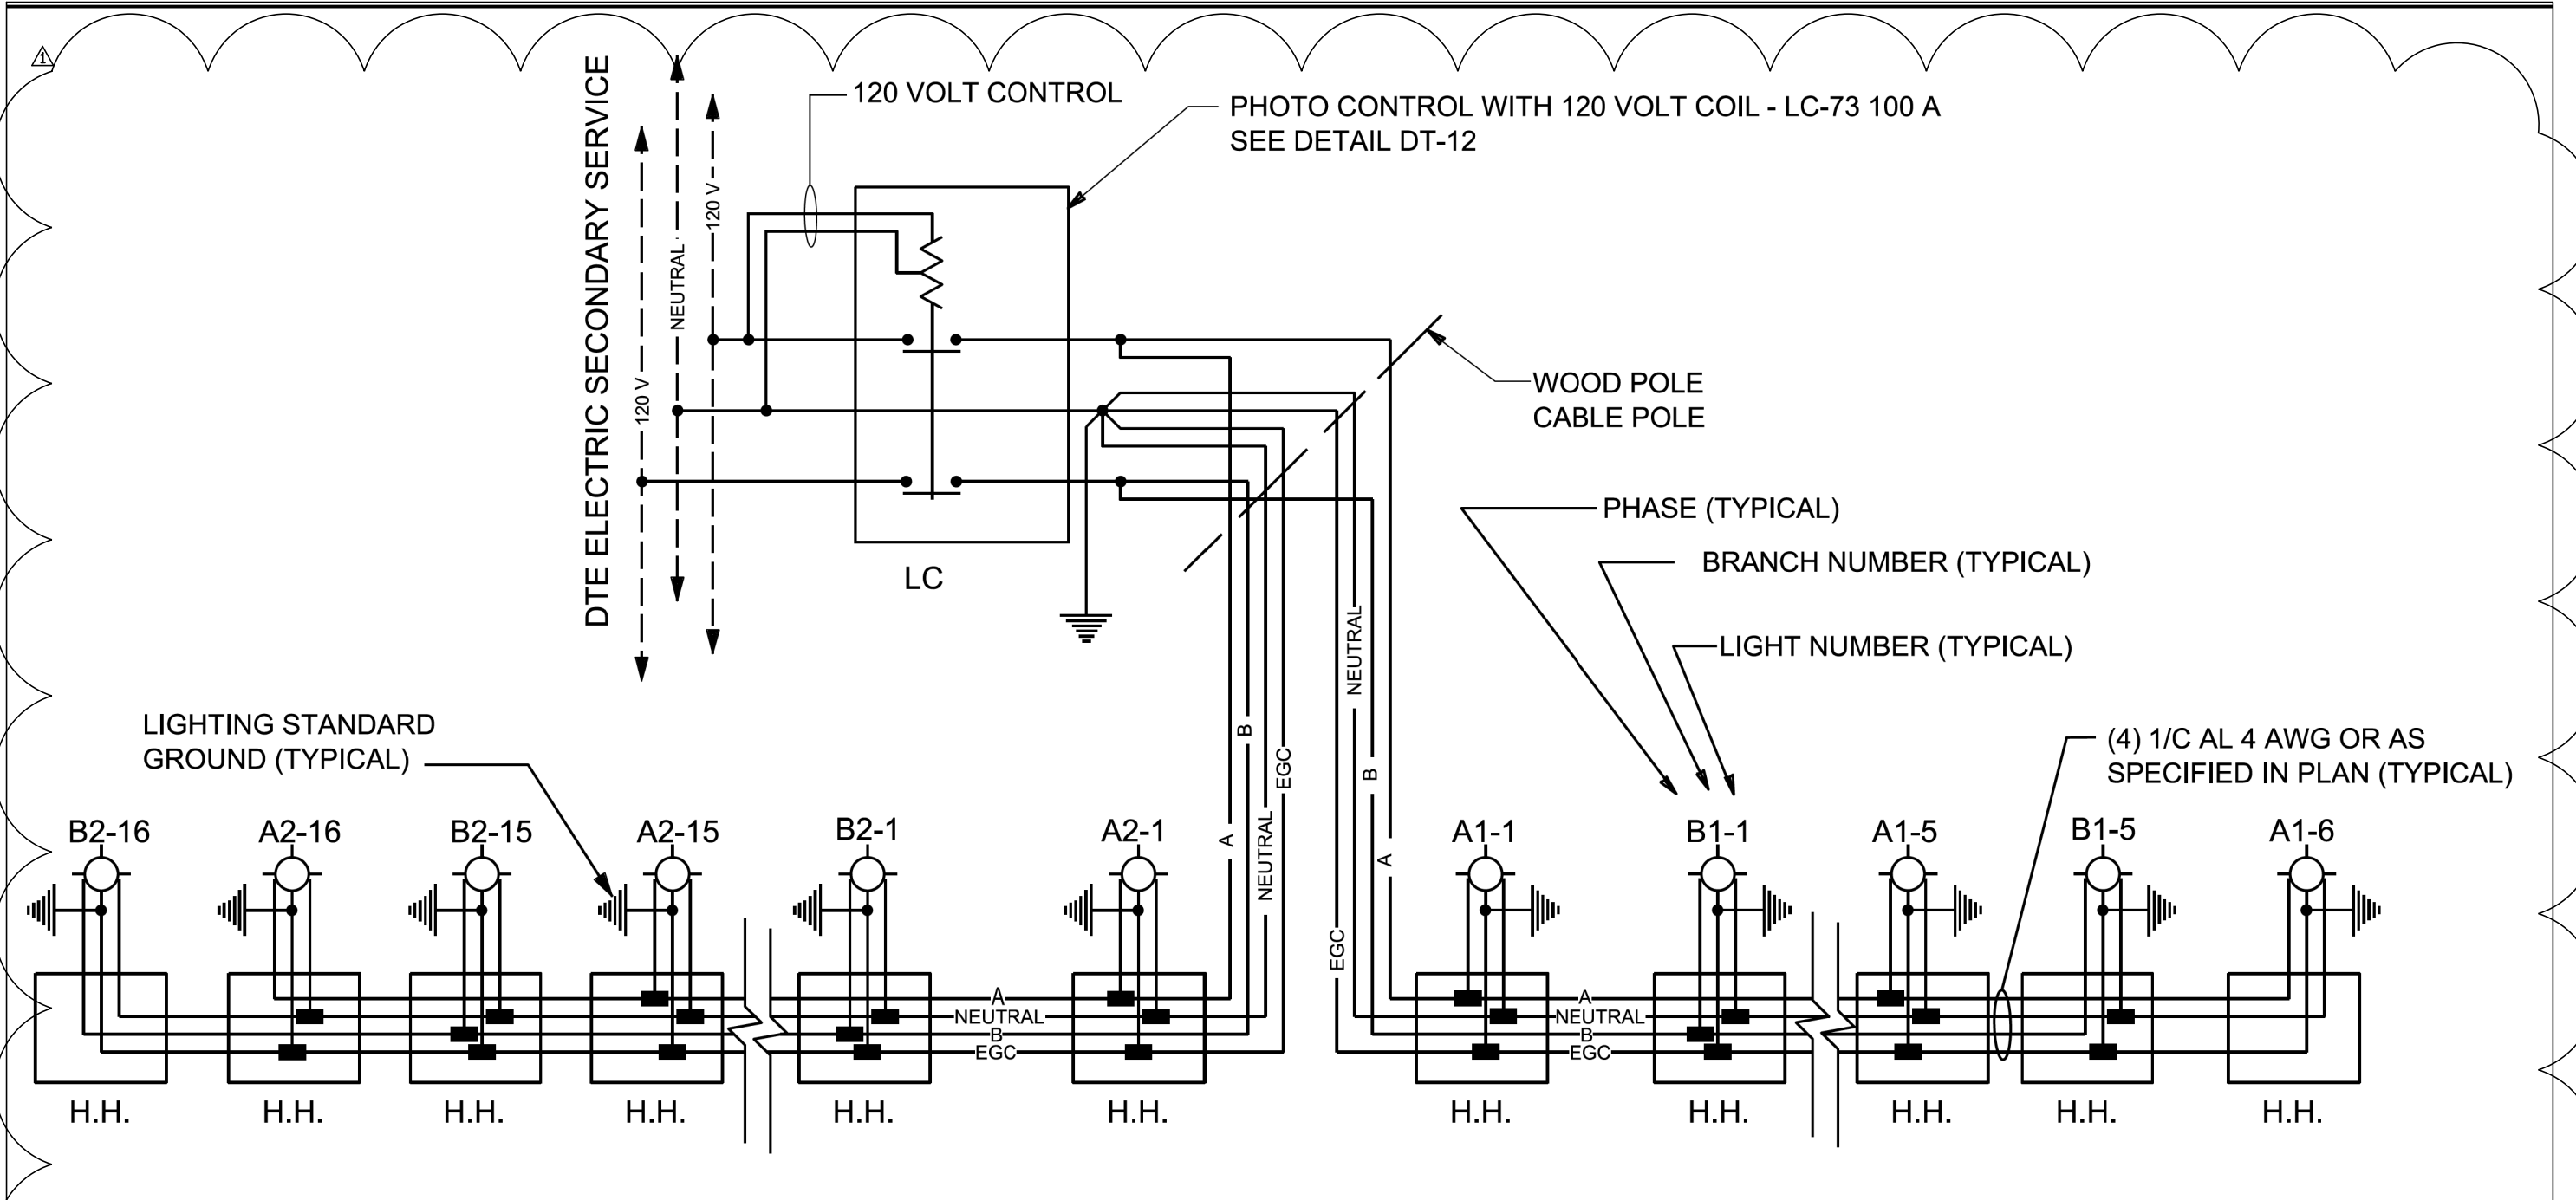 1
DTE ELECTRIC SECONDARY SERVICE
120 V
NEUTRAL
120 V
120 VOLT CONTROL
PHOTO CONTROL WITH 120 VOLT COIL - LC-73 100 A
SEE DETAIL DT-12
LC
WOOD POLE
CABLE POLE
PHASE (TYPICAL)
BRANCH NUMBER (TYPICAL)
LIGHT NUMBER (TYPICAL)
LIGHTING STANDARD
GROUND (TYPICAL)
(4) 1/C AL 4 AWG OR AS
SPECIFIED IN PLAN (TYPICAL)
A
B
NEUTRAL
EGC
EGC
NEUTRAL
B
A
B2-16
A2-16
B2-15
A2-15
B2-1
A2-1
A1-1
B1-1
A1-5
B1-5
A1-6
A
NEUTRAL
B
EGC
A
NEUTRAL
B
EGC
H.H.
H.H.
H.H.
H.H.
H.H.
H.H.
H.H.
H.H.
H.H.
H.H.
H.H.